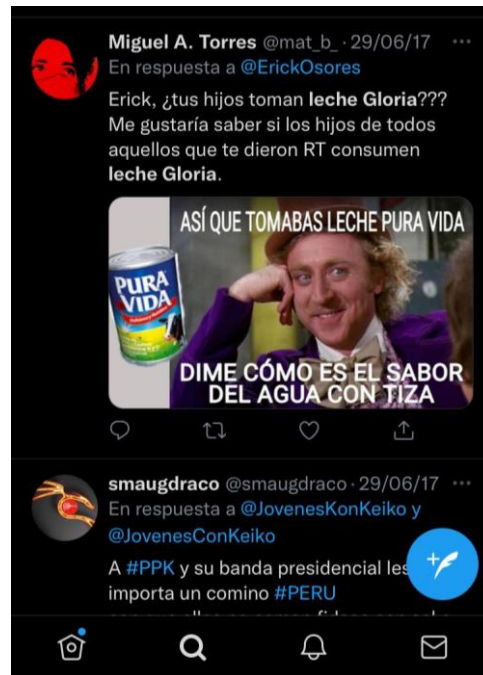 Miguel A. Torres @mat_b_ · 29/06/17
En respuesta a @ErickOsores
Erick, ¿tus hijos toman leche Gloria???
Me gustaría saber si los hijos de todos
aquellos que te dieron RT consumen
leche Gloria.
ASÍ QUE TOMABAS LECHE PURA VIDA
PURA
VIDA
DIME CÓMO ES EL SABOR
DEL AGUA CON TIZA
smaugdraco @smaugdraco · 29/06/17
En respuesta a @JovenesKonKeiko y
@JovenesConKeiko
A #PPK y su banda presidencial les
importa un comino #PERU